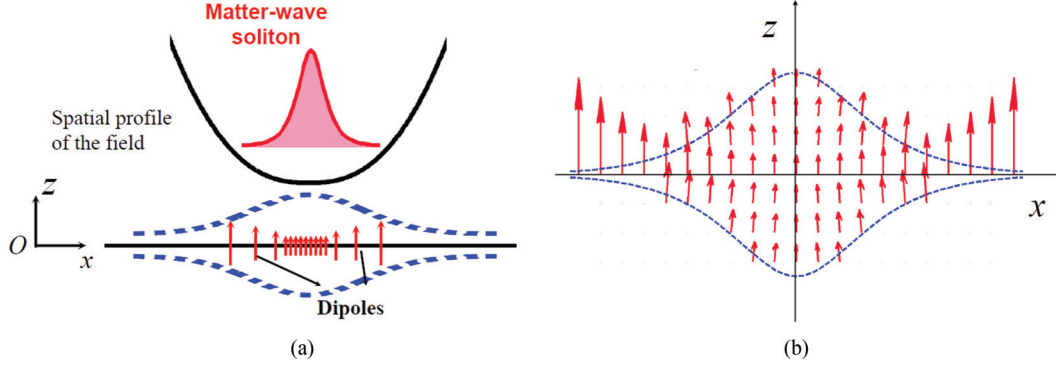 Matter-wave
soliton
Spatial profile
of the field
z
O
x
Dipoles
(a)
z
x
(b)